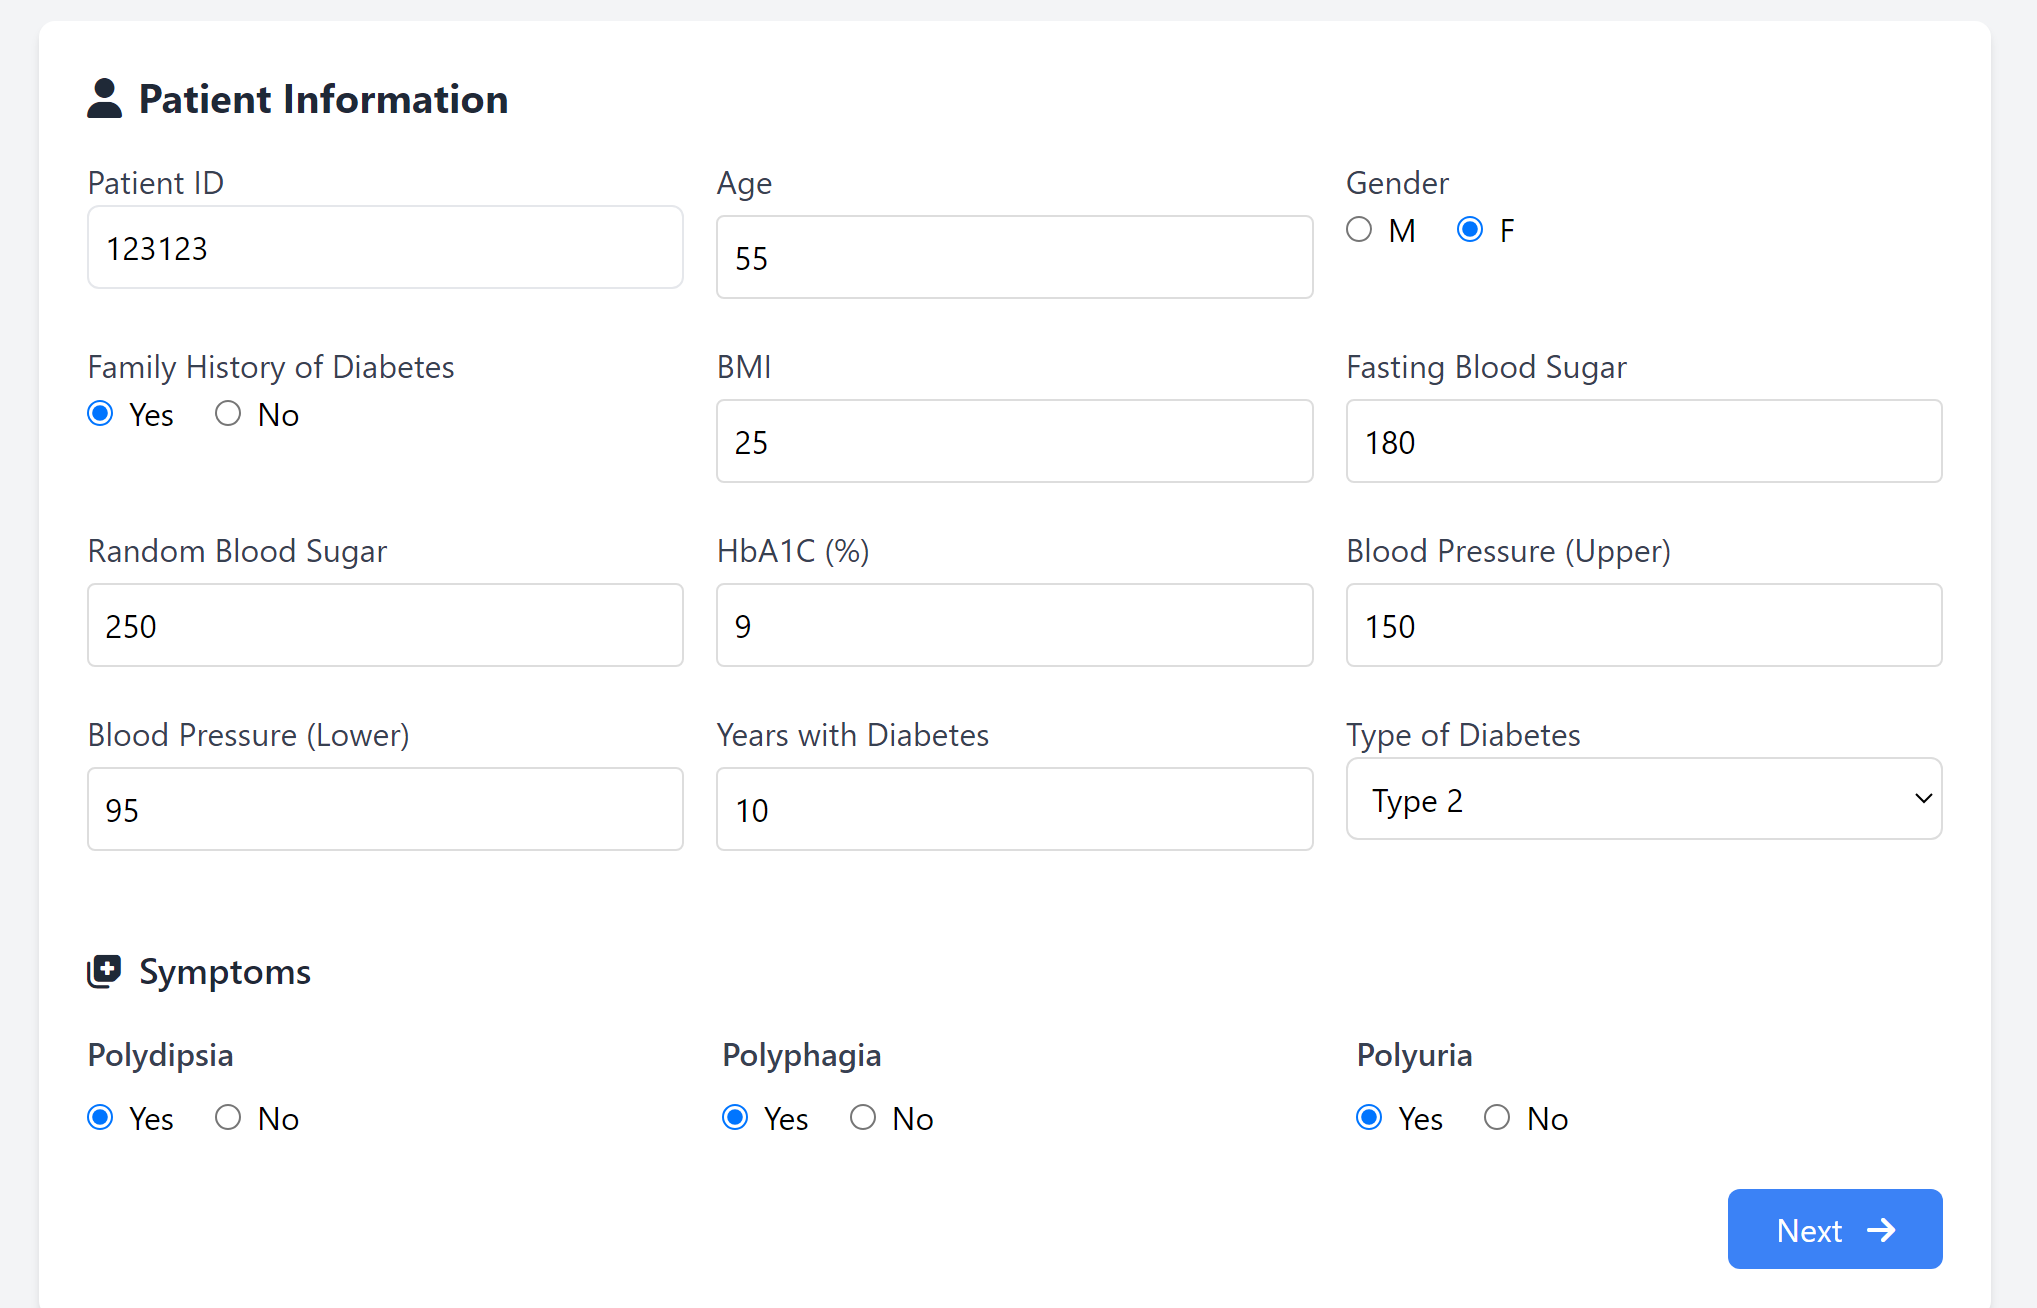 Patient Information
Patient ID
123123
Age
55
Gender
M F
Family History of Diabetes
Yes No
BMI
25
Fasting Blood Sugar
180
Random Blood Sugar
250
HbA1C (%)
9
Blood Pressure (Upper)
150
Blood Pressure (Lower)
95
Years with Diabetes
10
Type of Diabetes
Type 2
Symptoms
Polydipsia
Yes No
Polyphagia
Yes No
Polyuria
Yes No
Next